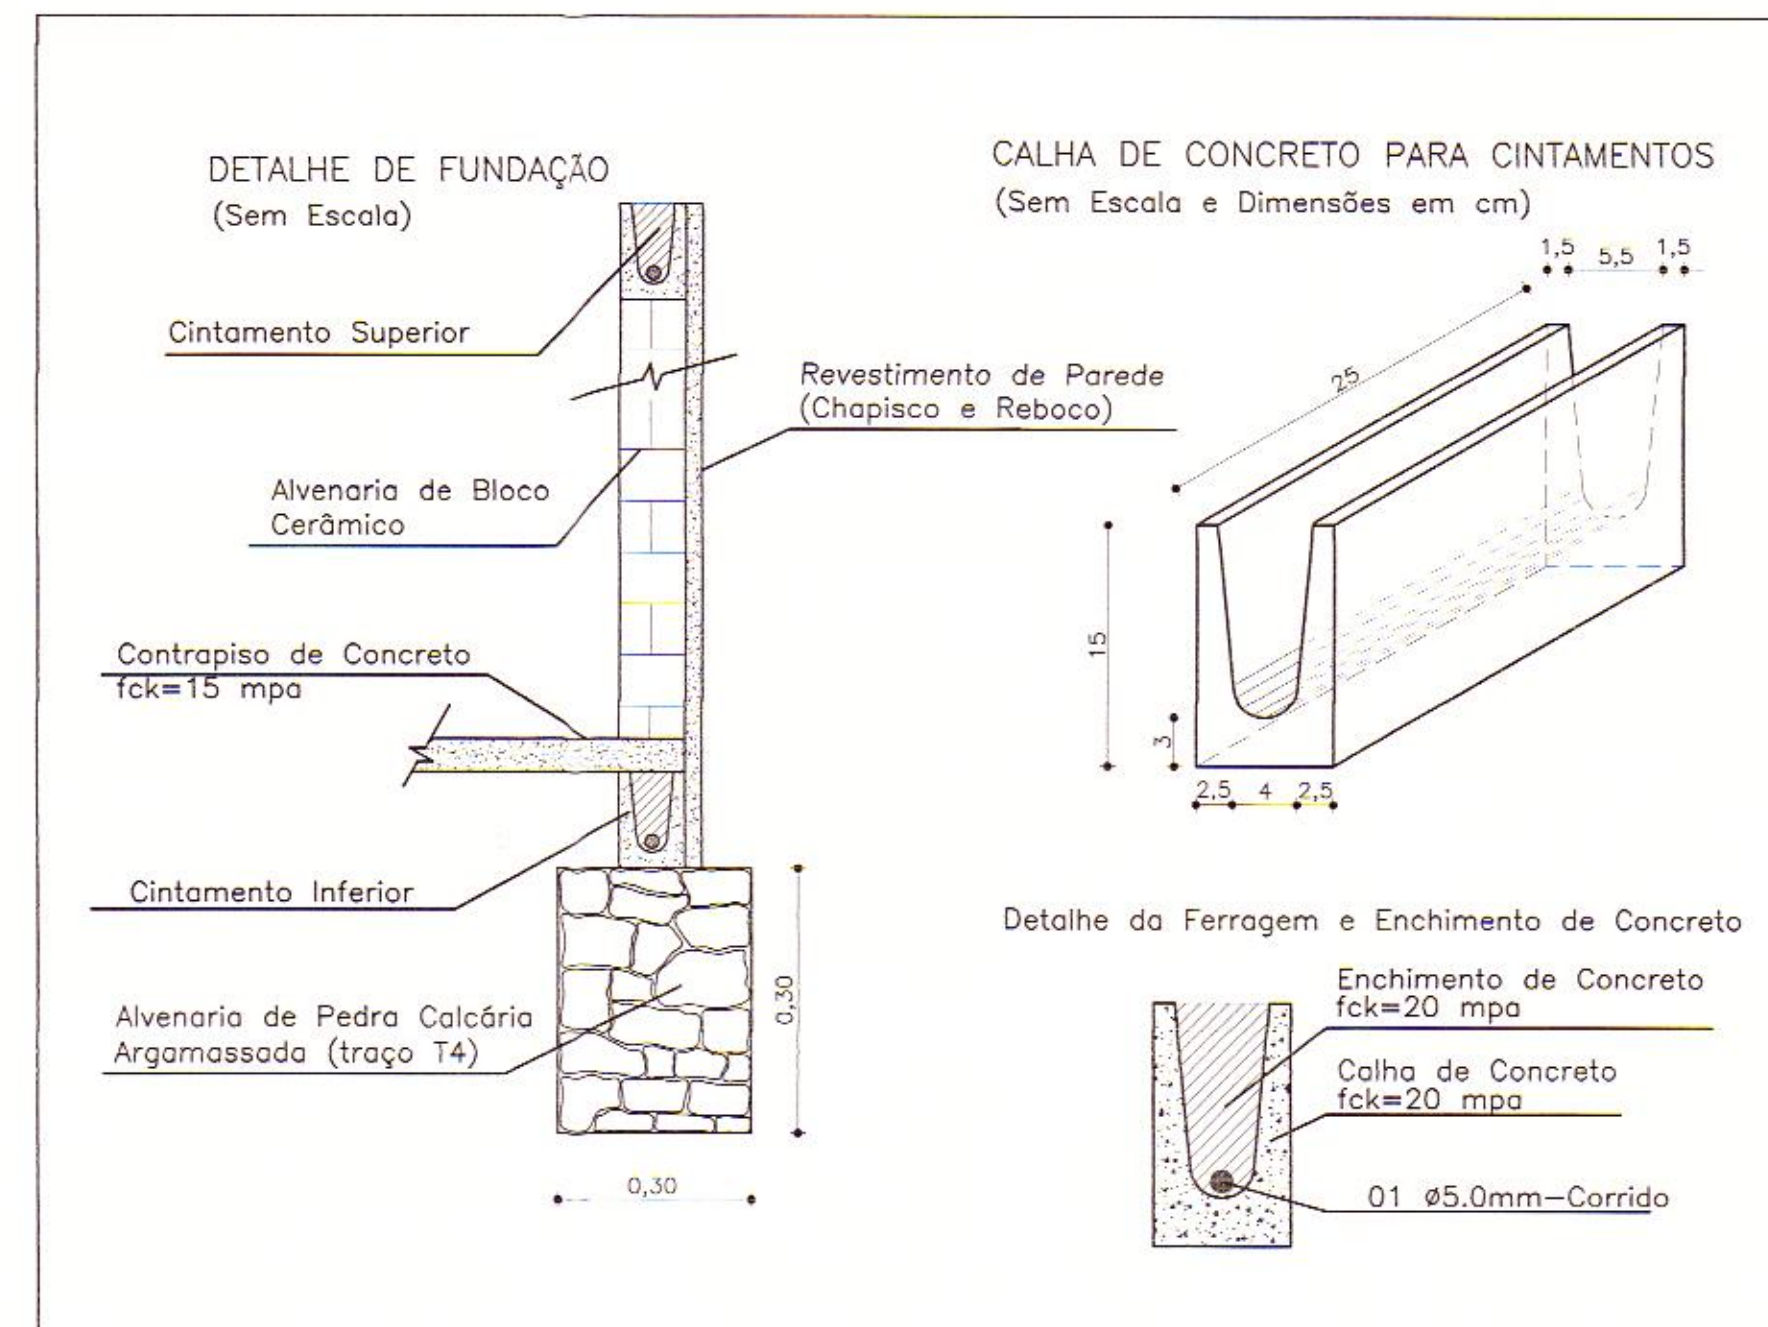 DETALHE DE FUNDAÇÃO
(Sem Escala)
Cintamento Superior
Revestimento de Parede
(Chapisco e Reboco)
Alvenaria de Bloco
Cerâmico
Contrapiso de Concreto
fck=15 mpa
Cintamento Inferior
Alvenaria de Pedra Calcária
Argamassada (traço T4)
0,30
0,30
CALHA DE CONCRETO PARA CINTAMENTOS
(Sem Escala e Dimensões em cm)
1,5 5,5 1,5
25
15
3
2,5 4 2,5
Detalhe da Ferragem e Enchimento de Concreto
Enchimento de Concreto
fck=20 mpa
Calha de Concreto
fck=20 mpa
01 ø5.0mm-Corrido